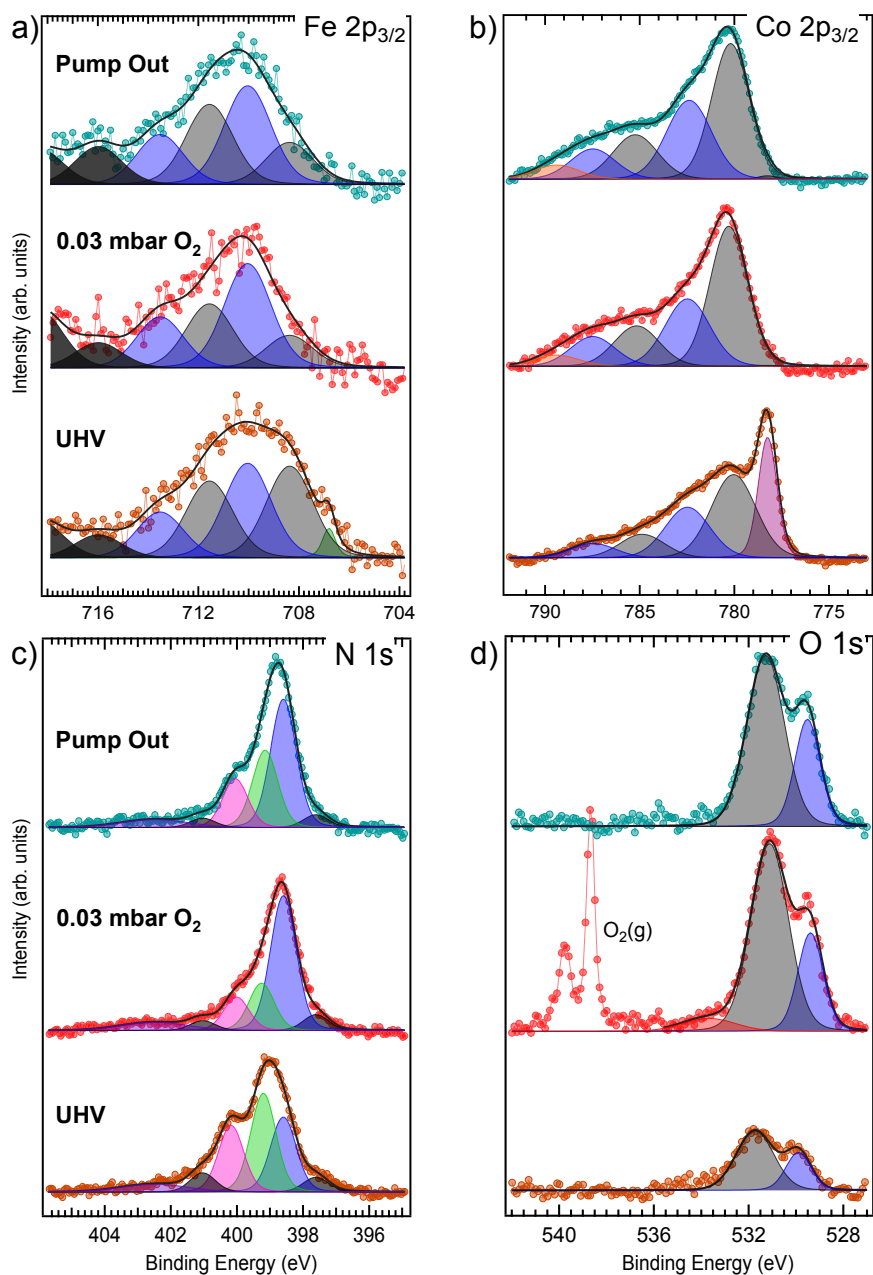 a) Fe 2p3/2
Pump Out
0.03 mbar O2
UHV
Intensity (arb. units)
716 712 708 704
b) Co 2p3/2
790 785 780 775
c) N 1s
Pump Out
0.03 mbar O2
UHV
Intensity (arb. units)
404 402 400 398 396
Binding Energy (eV)
d) O 1s
O2(g)
540 536 532 528
Binding Energy (eV)